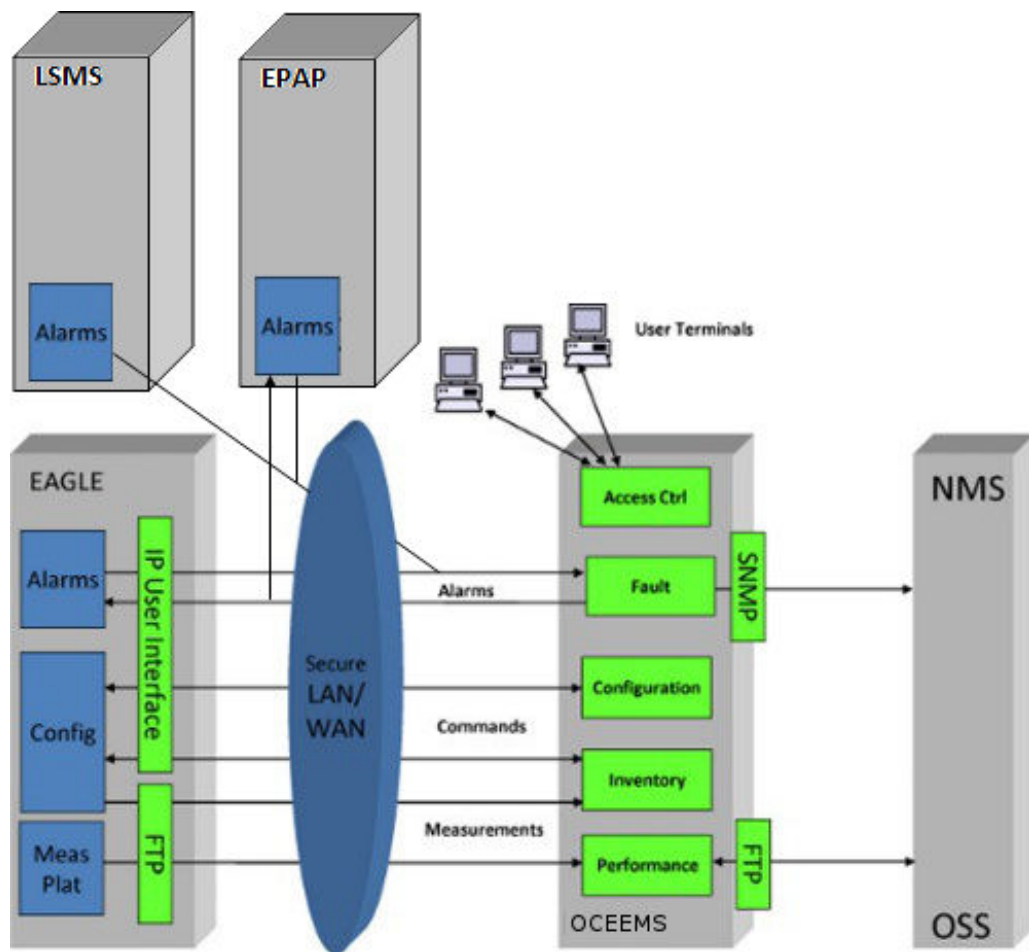 LSMS
EPAP
Alarms
Alarms
User Terminals
EAGLE
Access Ctrl
NMS
Alarms
IP User Interface
Alarms
Fault
SNMP
Secure
LAN/
WAN
Configuration
Config
Commands
Inventory
Measurements
Meas
Plat
FTP
Performance
FTP
OCEEMS
OSS